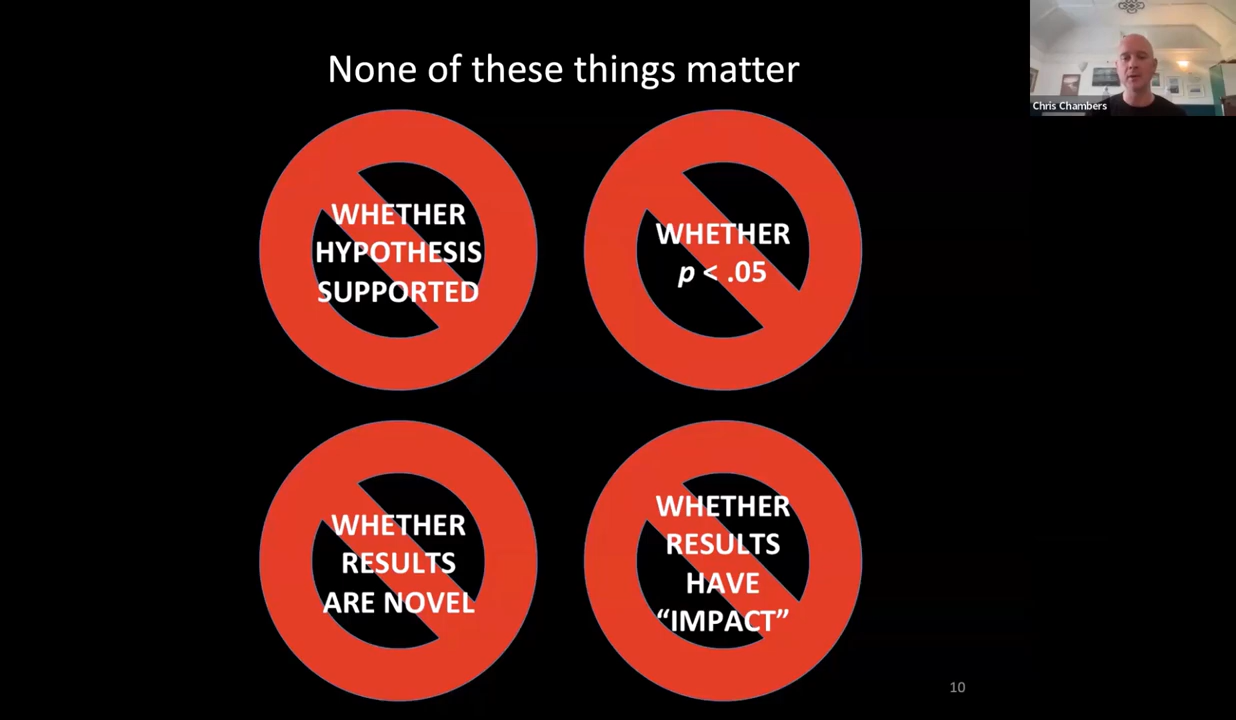 None of these things matter
Chris Chambers
WHETHER
HYPOTHESIS
SUPPORTED
WHETHER
p < .05
WHETHER
RESULTS
ARE NOVEL
WHETHER
RESULTS
HAVE
“IMPACT”
10